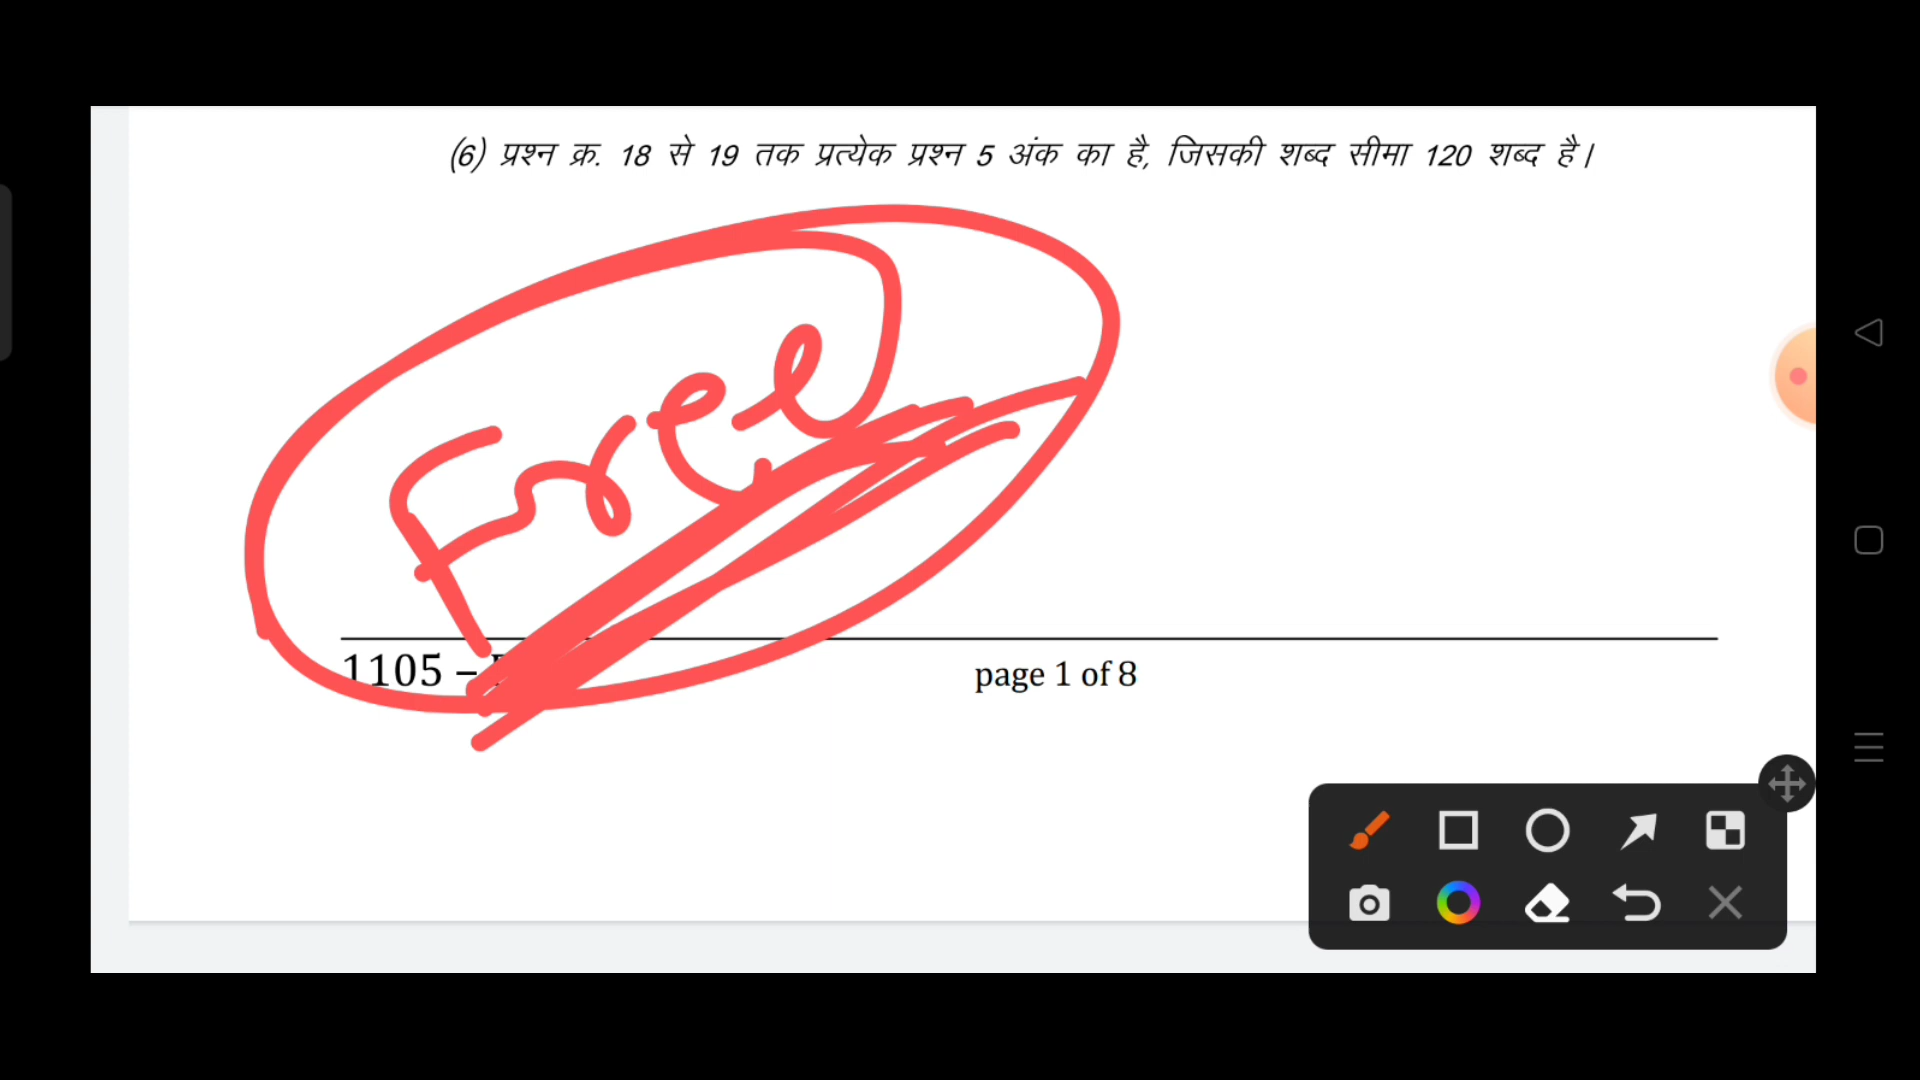 (6) प्रश्न क्र. 18 से 19 तक प्रत्येक प्रश्न 5 अंक का है, जिसकी शब्द सीमा 120 शब्द है।
Free
1105 –
page 1 of 8